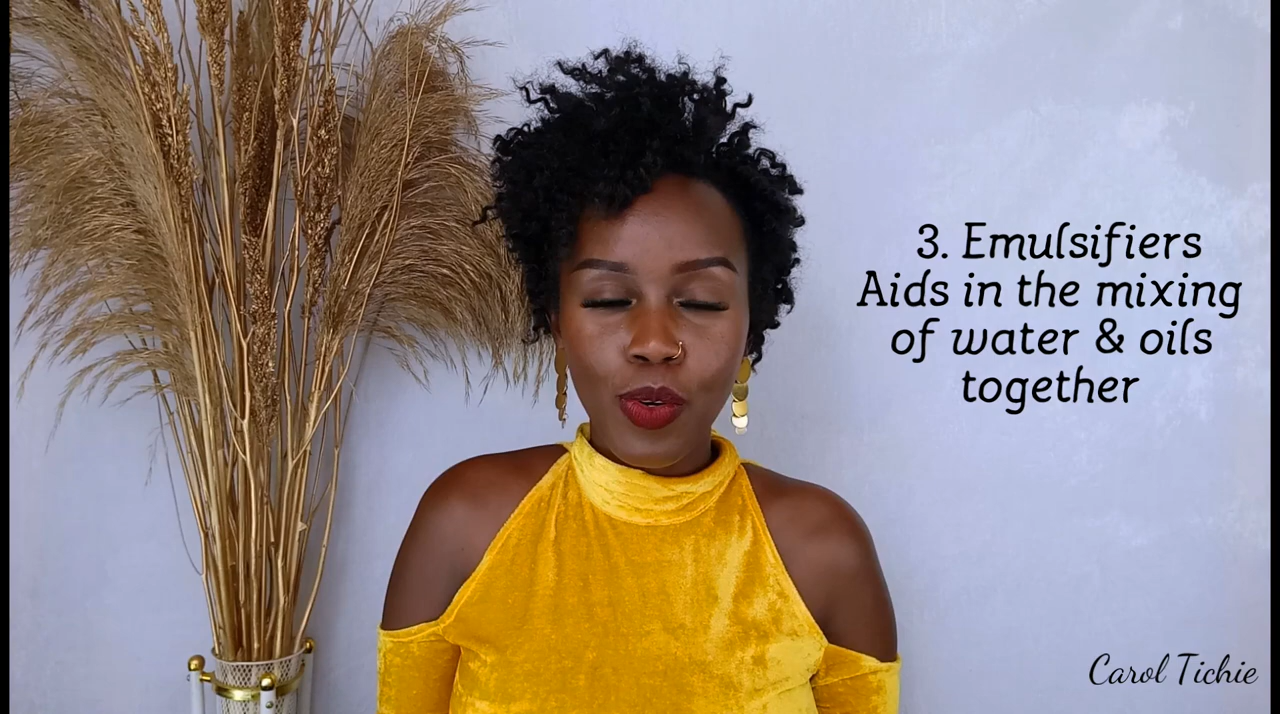 3. Emulsifiers
Aids in the mixing
of water & oils
together
Carol Tichie